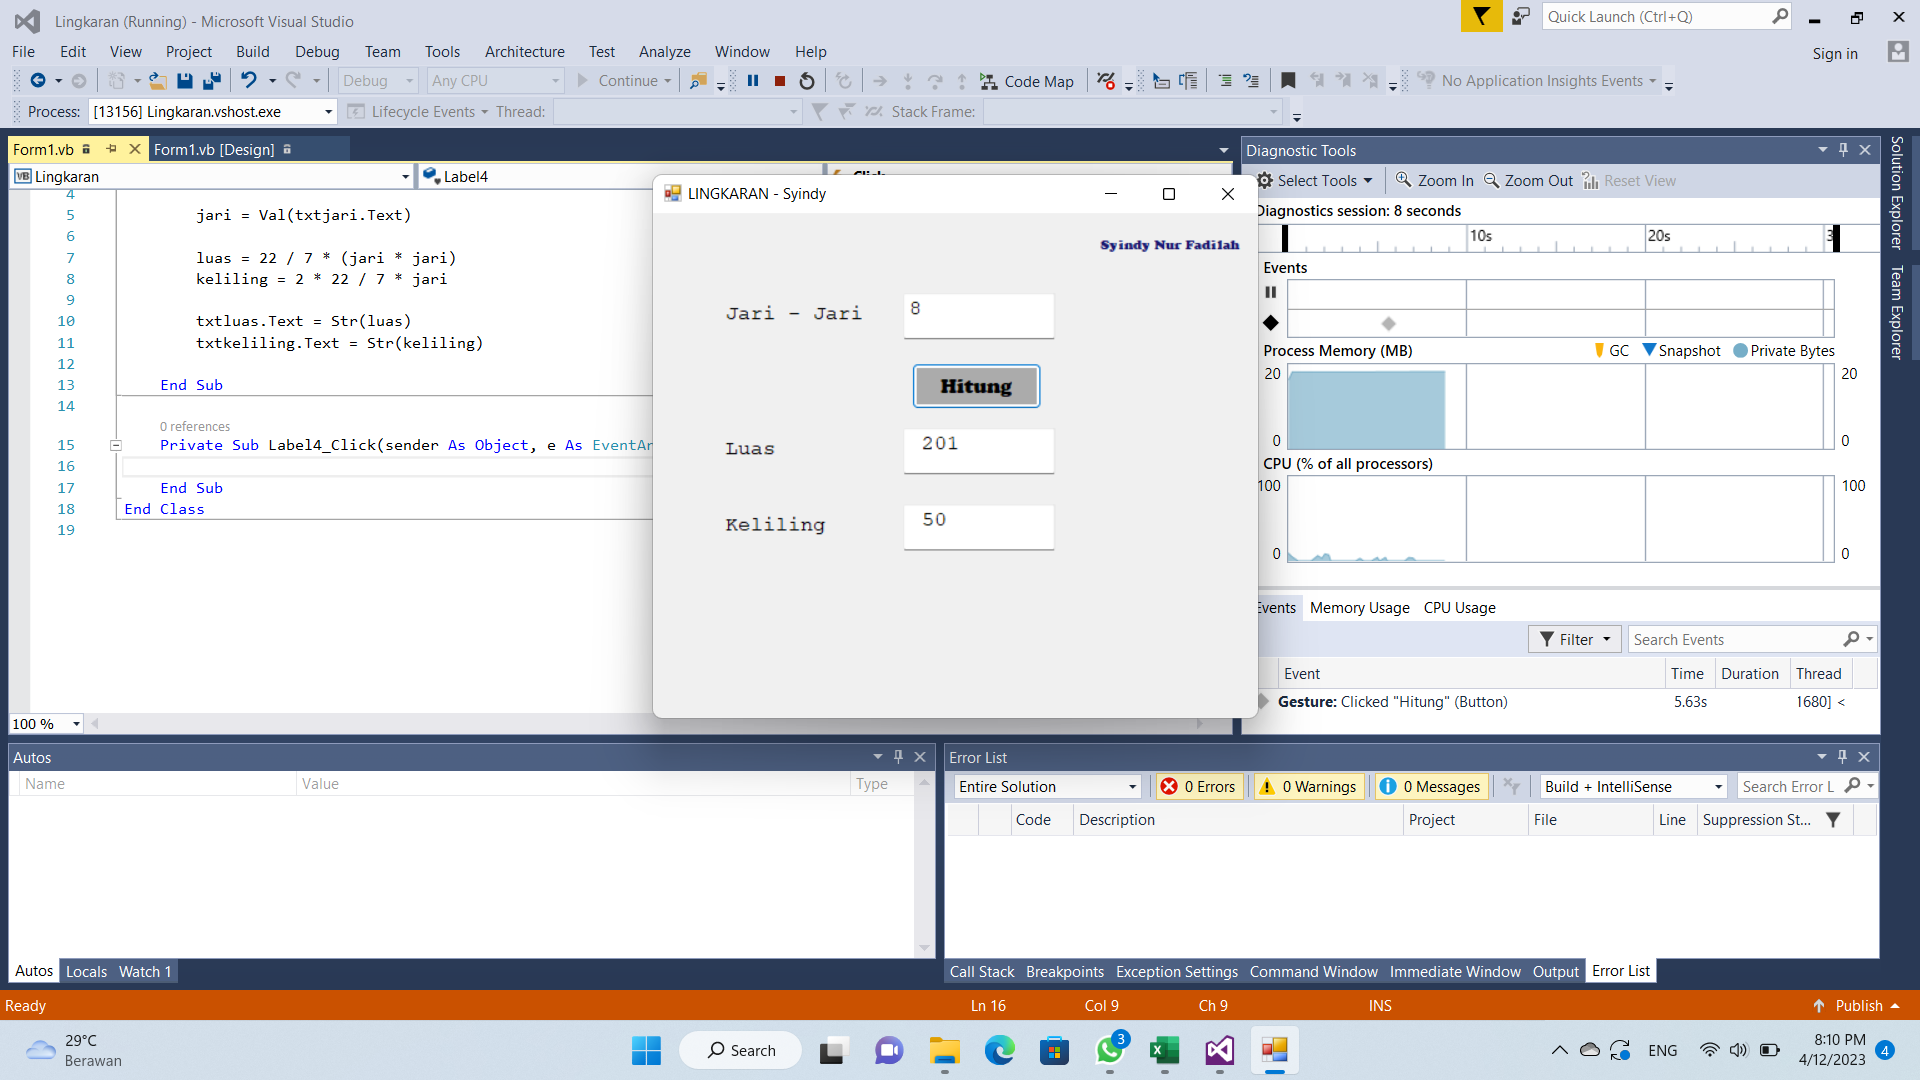 Lingkaran (Running) - Microsoft Visual Studio
Quick Launch (Ctrl+Q)
File Edit View Project Build Debug Team Tools Architecture Test Analyze Window Help
Sign in
Debug Any CPU Continue Code Map No Application Insights Events
Process: [13156] Lingkaran.vshost.exe Lifecycle Events Thread: Stack Frame:
Form1.vb Form1.vb [Design]
VB Lingkaran Label4
4
5 jari = Val(txtjari.Text)
6
7 luas = 22 / 7 * (jari * jari)
8 keliling = 2 * 22 / 7 * jari
9
10 txtluas.Text = Str(luas)
11 txtkeliling.Text = Str(keliling)
12
13 End Sub
14
0 references
15 Private Sub Label4_Click(sender As Object, e As EventAr
16
17 End Sub
18 End Class
19
100 %
LINGKARAN - Syindy
Syindy Nur Fadilah
Jari - Jari 8
Hitung
Luas 201
Keliling 50
Diagnostic Tools
Select Tools Zoom In Zoom Out Reset View
Diagnostics session: 8 seconds
10s 20s 3
Events
Process Memory (MB) GC Snapshot Private Bytes
20 20
0 0
CPU (% of all processors)
100 100
0 0
Events Memory Usage CPU Usage
Filter Search Events
Event Time Duration Thread
Gesture: Clicked "Hitung" (Button) 5.63s 1680] <
Solution Explorer
Team Explorer
Autos
Name Value Type
Autos Locals Watch 1
Error List
Entire Solution 0 Errors 0 Warnings 0 Messages Build + IntelliSense Search Error L
Code Description Project File Line Suppression St...
Call Stack Breakpoints Exception Settings Command Window Immediate Window Output Error List
Ready Ln 16 Col 9 Ch 9 INS Publish
29°C
Berawan
Search
3
ENG
8:10 PM
4/12/2023
4